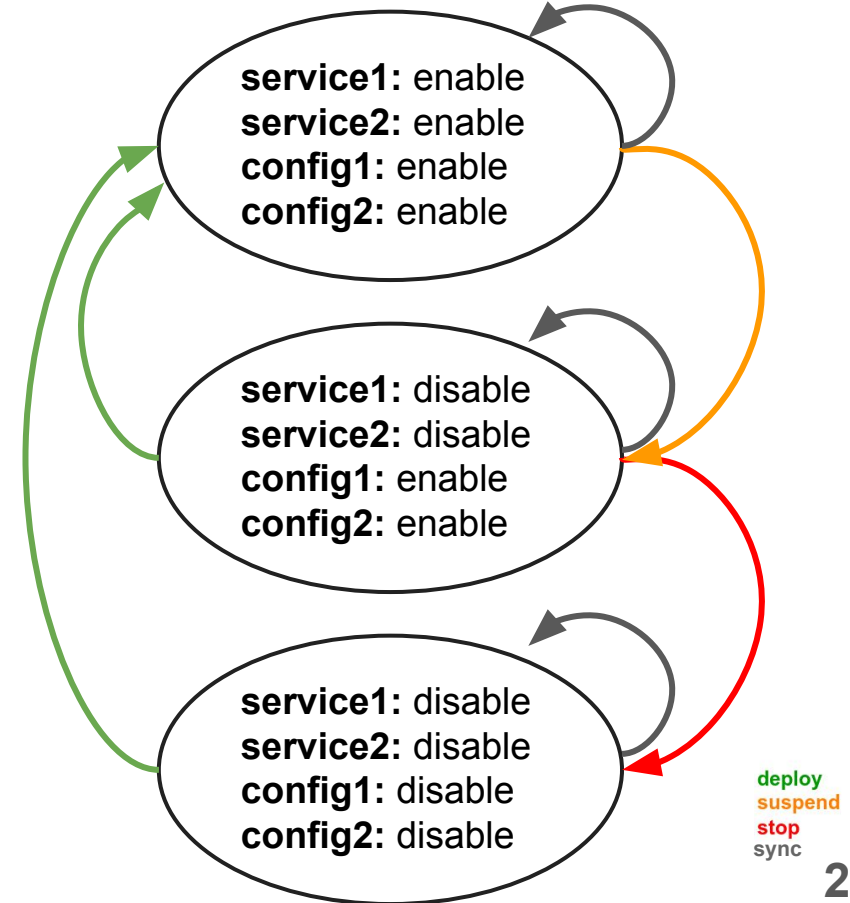 service1: enable
service2: enable
config1: enable
config2: enable
service1: disable
service2: disable
config1: enable
config2: enable
service1: disable
service2: disable
config1: disable
config2: disable
deploy
suspend
stop
sync
2